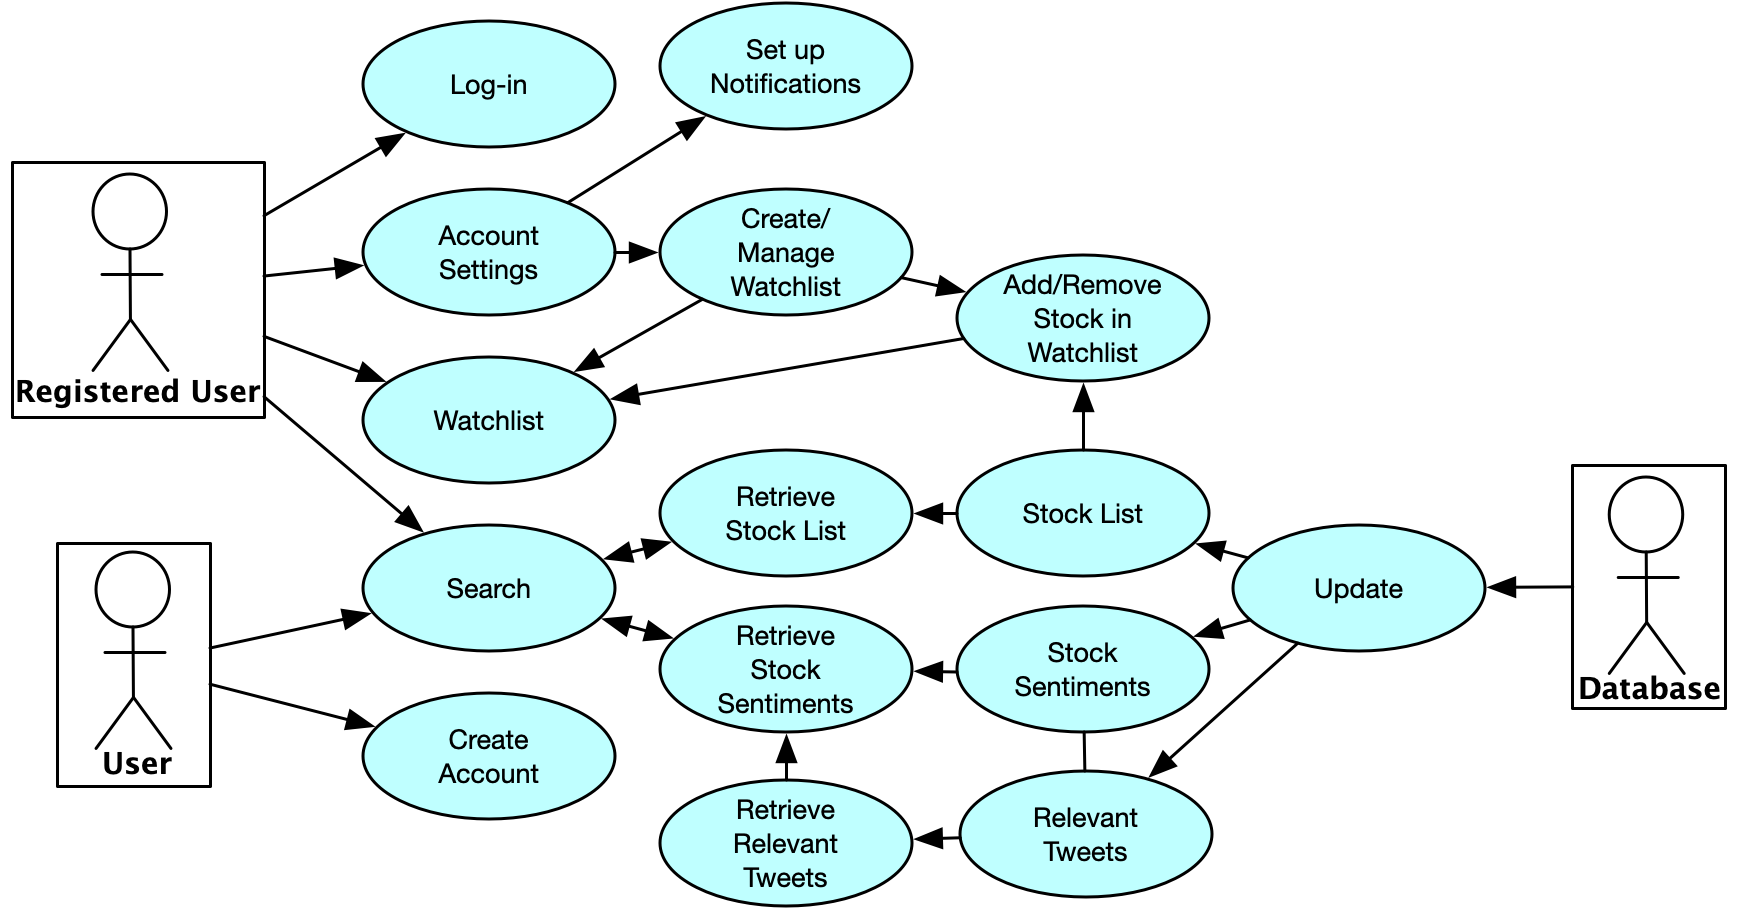 Log-in
Set up
Notifications
Account
Settings
Create/
Manage
Watchlist
Add/Remove
Stock in
Watchlist
Registered User
Watchlist
Retrieve
Stock List
Stock List
Search
Update
Retrieve
Stock
Sentiments
Stock
Sentiments
Database
User
Create
Account
Retrieve
Relevant
Tweets
Relevant
Tweets